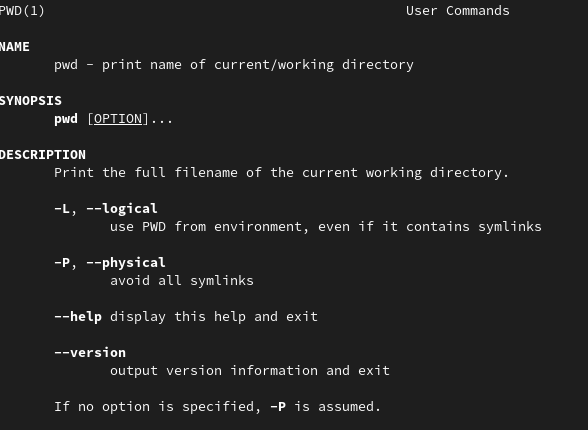 PWD(1) User Commands
NAME
pwd - print name of current/working directory
SYNOPSIS
pwd [OPTION]...
DESCRIPTION
Print the full filename of the current working directory.
-L, --logical
use PWD from environment, even if it contains symlinks
-P, --physical
avoid all symlinks
--help display this help and exit
--version
output version information and exit
If no option is specified, -P is assumed.